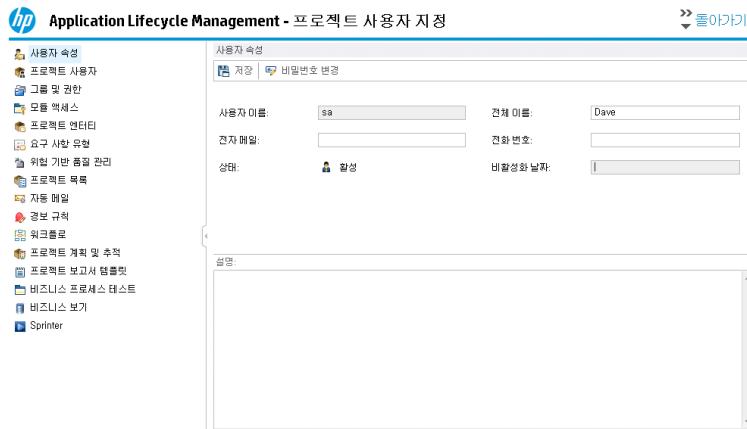 hp Application Lifecycle Management - 프로젝트 사용자 지정 돌아가기
사용자 속성
프로젝트 사용자
그룹 및 권한
모듈 액세스
프로젝트 엔터티
요구 사항 유형
위험 기반 품질 관리
프로젝트 목록
자동 메일
경보 규칙
워크플로
프로젝트 계획 및 추적
프로젝트 보고서 템플릿
비즈니스 프로세스 테스트
비즈니스 보기
Sprinter
사용자 속성
저장 비밀번호 변경
사용자 이름: sa 전체 이름: Dave
전자 메일: 전화 번호:
상태: 활성 비활성화 날짜:
설명: